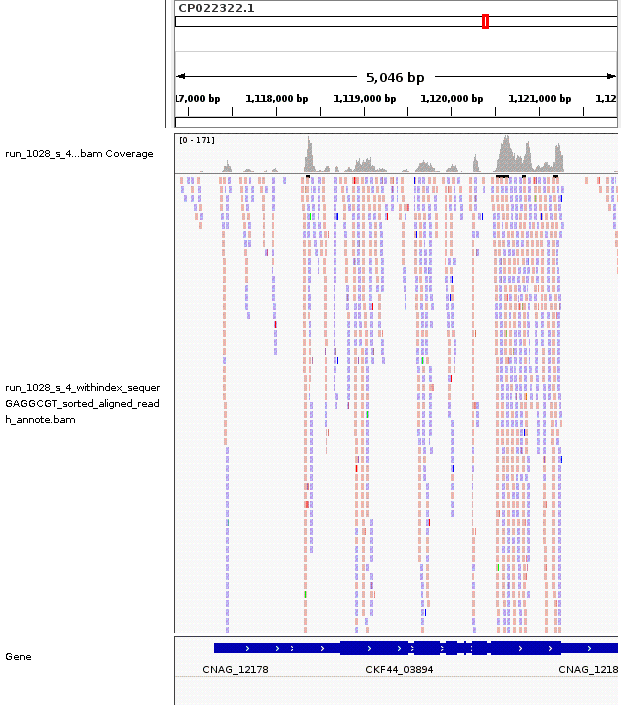 CP022322.1
5,046 bp
17,000 bp 1,118,000 bp 1,119,000 bp 1,120,000 bp 1,121,000 bp 1,12
[0 - 171]
run_1028_s_4...bam Coverage
run_1028_s_4_withindex_sequer
GAGGCGT_sorted_aligned_read
h_annote.bam
Gene
CNAG_12178 CKF44_03894 CNAG_1218